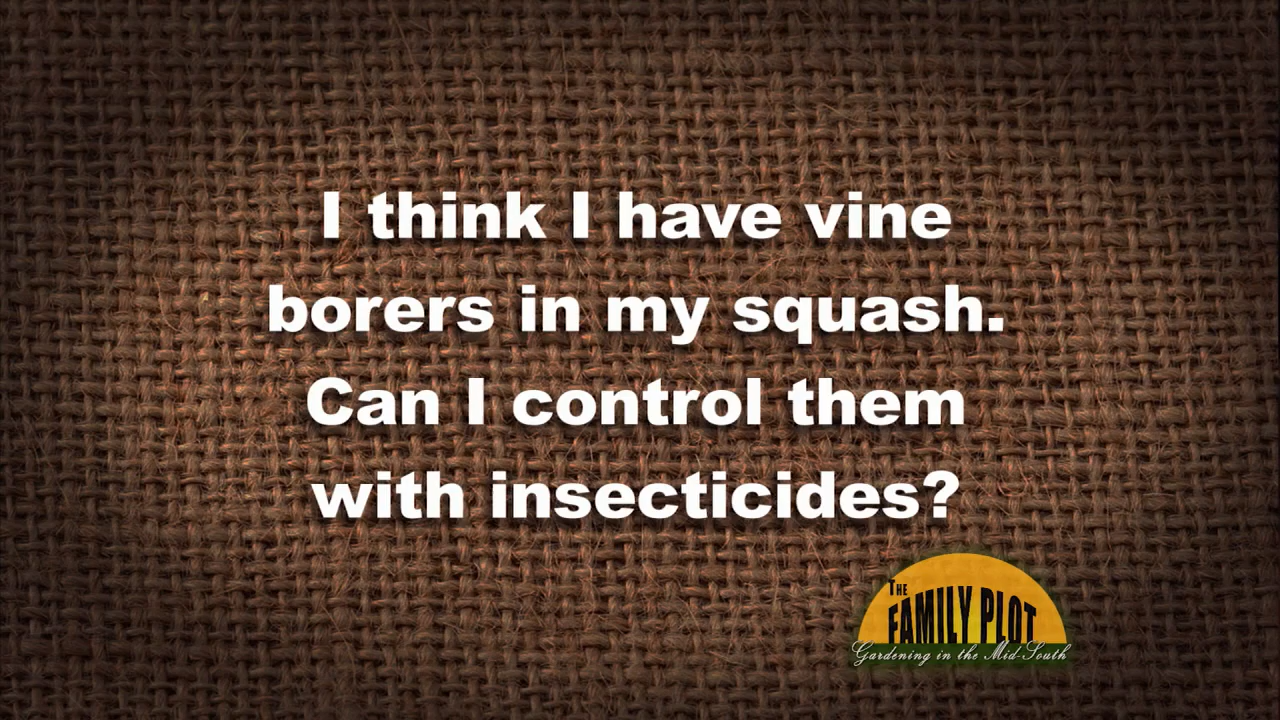 I think I have vine
borers in my squash.
Can I control them
with insecticides?
THE
FAMILY PLOT
Gardening in the Mid-South